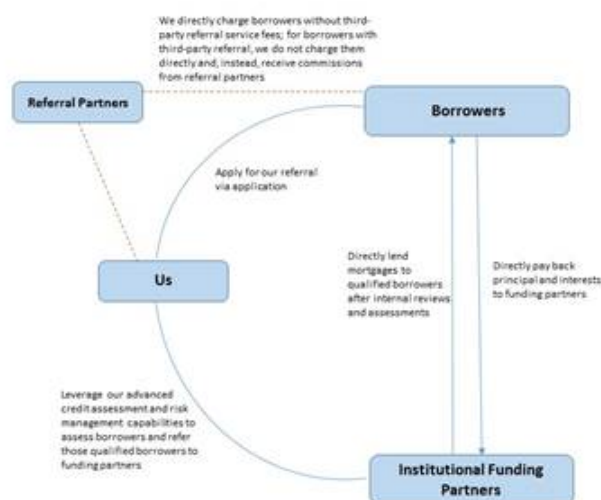 We directly charge borrowers without third-
party referral service fees; for borrowers with
third-party referral, we do not charge them
directly and, instead, receive commissions
from referral partners
Referral Partners
Borrowers
Apply for our referral
via application
Us
Directly lend
mortgages to
qualified borrowers
after internal reviews
and assessments
Directly pay back
principal and interests
to funding partners
Leverage our advanced
credit assessment and risk
management capabilities to
assess borrowers and refer
those qualified borrowers to
funding partners
Institutional Funding
Partners